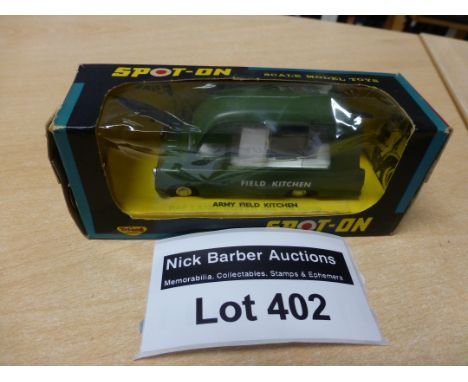 SPOT-ON
SCALE MODEL TOYS
FIELD KITCHEN
ARMY FIELD KITCHEN
SPOT-ON
Nick Barber Auctions
Memorabilia, Collectables, Stamps & Ephemera
Lot 402